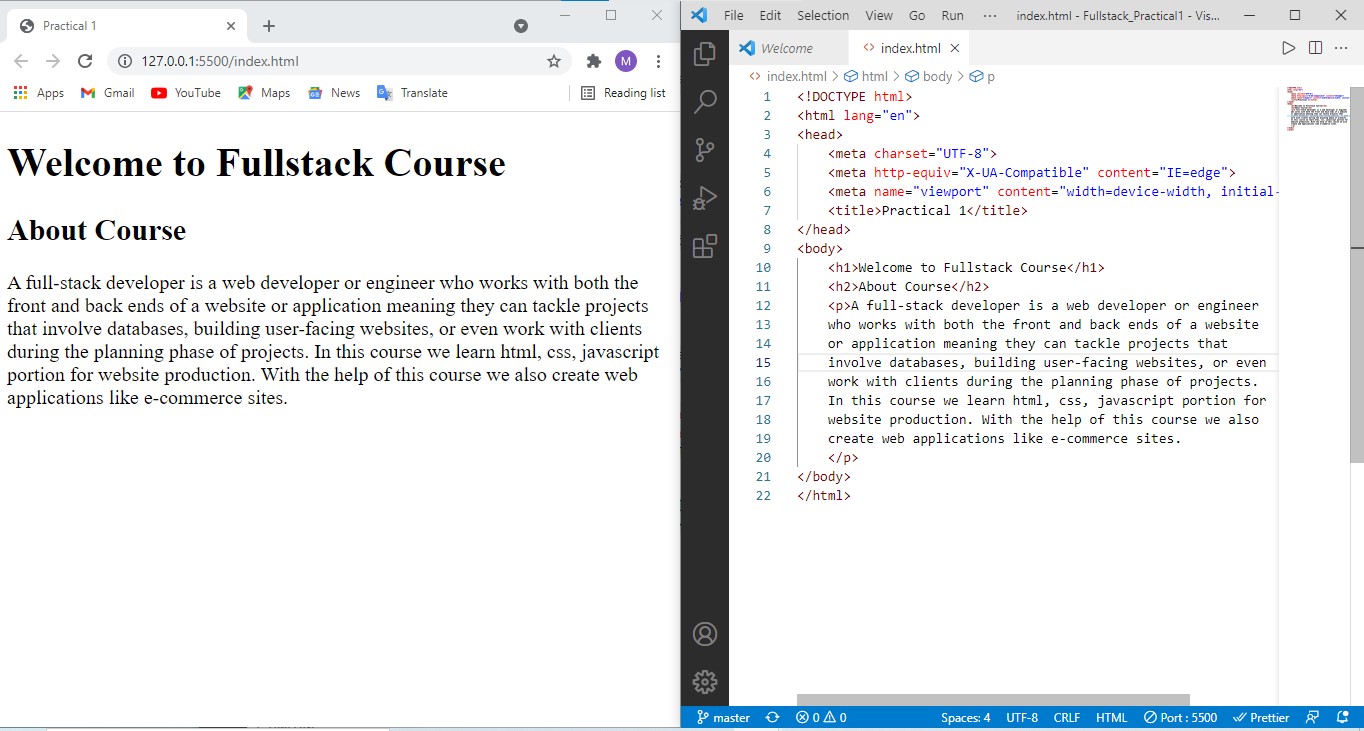 Practical 1
127.0.0.1:5500/index.html
M
Apps Gmail YouTube Maps News Translate Reading list
Welcome to Fullstack Course
About Course
A full-stack developer is a web developer or engineer who works with both the
front and back ends of a website or application meaning they can tackle projects
that involve databases, building user-facing websites, or even work with clients
during the planning phase of projects. In this course we learn html, css, javascript
portion for website production. With the help of this course we also create web
applications like e-commerce sites.
File Edit Selection View Go Run ··· index.html - Fullstack_Practical1 - Vis...
Welcome index.html
index.html > html > body > p
1 <!DOCTYPE html>
2 <html lang="en">
3 <head>
4 <meta charset="UTF-8">
5 <meta http-equiv="X-UA-Compatible" content="IE=edge">
6 <meta name="viewport" content="width=device-width, initial-
7 <title>Practical 1</title>
8 </head>
9 <body>
10 <h1>Welcome to Fullstack Course</h1>
11 <h2>About Course</h2>
12 <p>A full-stack developer is a web developer or engineer
13 who works with both the front and back ends of a website
14 or application meaning they can tackle projects that
15 involve databases, building user-facing websites, or even
16 work with clients during the planning phase of projects.
17 In this course we learn html, css, javascript portion for
18 website production. With the help of this course we also
19 create web applications like e-commerce sites.
20 </p>
21 </body>
22 </html>
master 0 0 Spaces: 4 UTF-8 CRLF HTML Port : 5500 Prettier